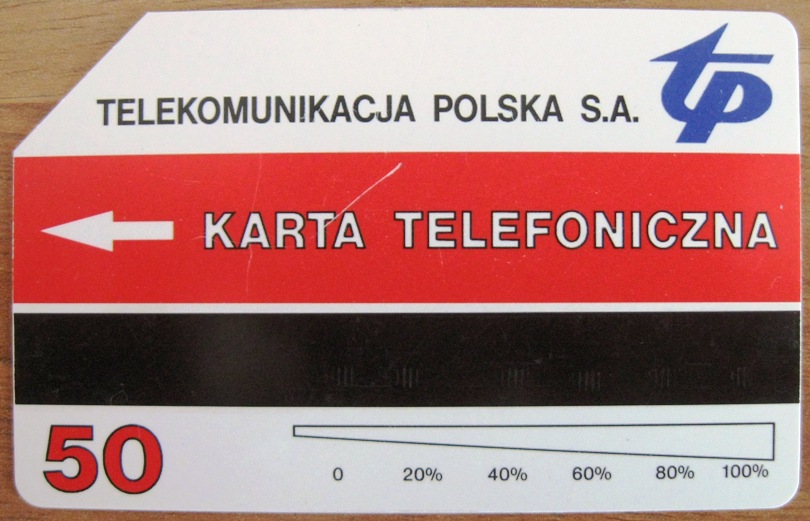 TELEKOMUNIKACJA POLSKA S.A.
tp
KARTA TELEFONICZNA
50
0 20% 40% 60% 80% 100%